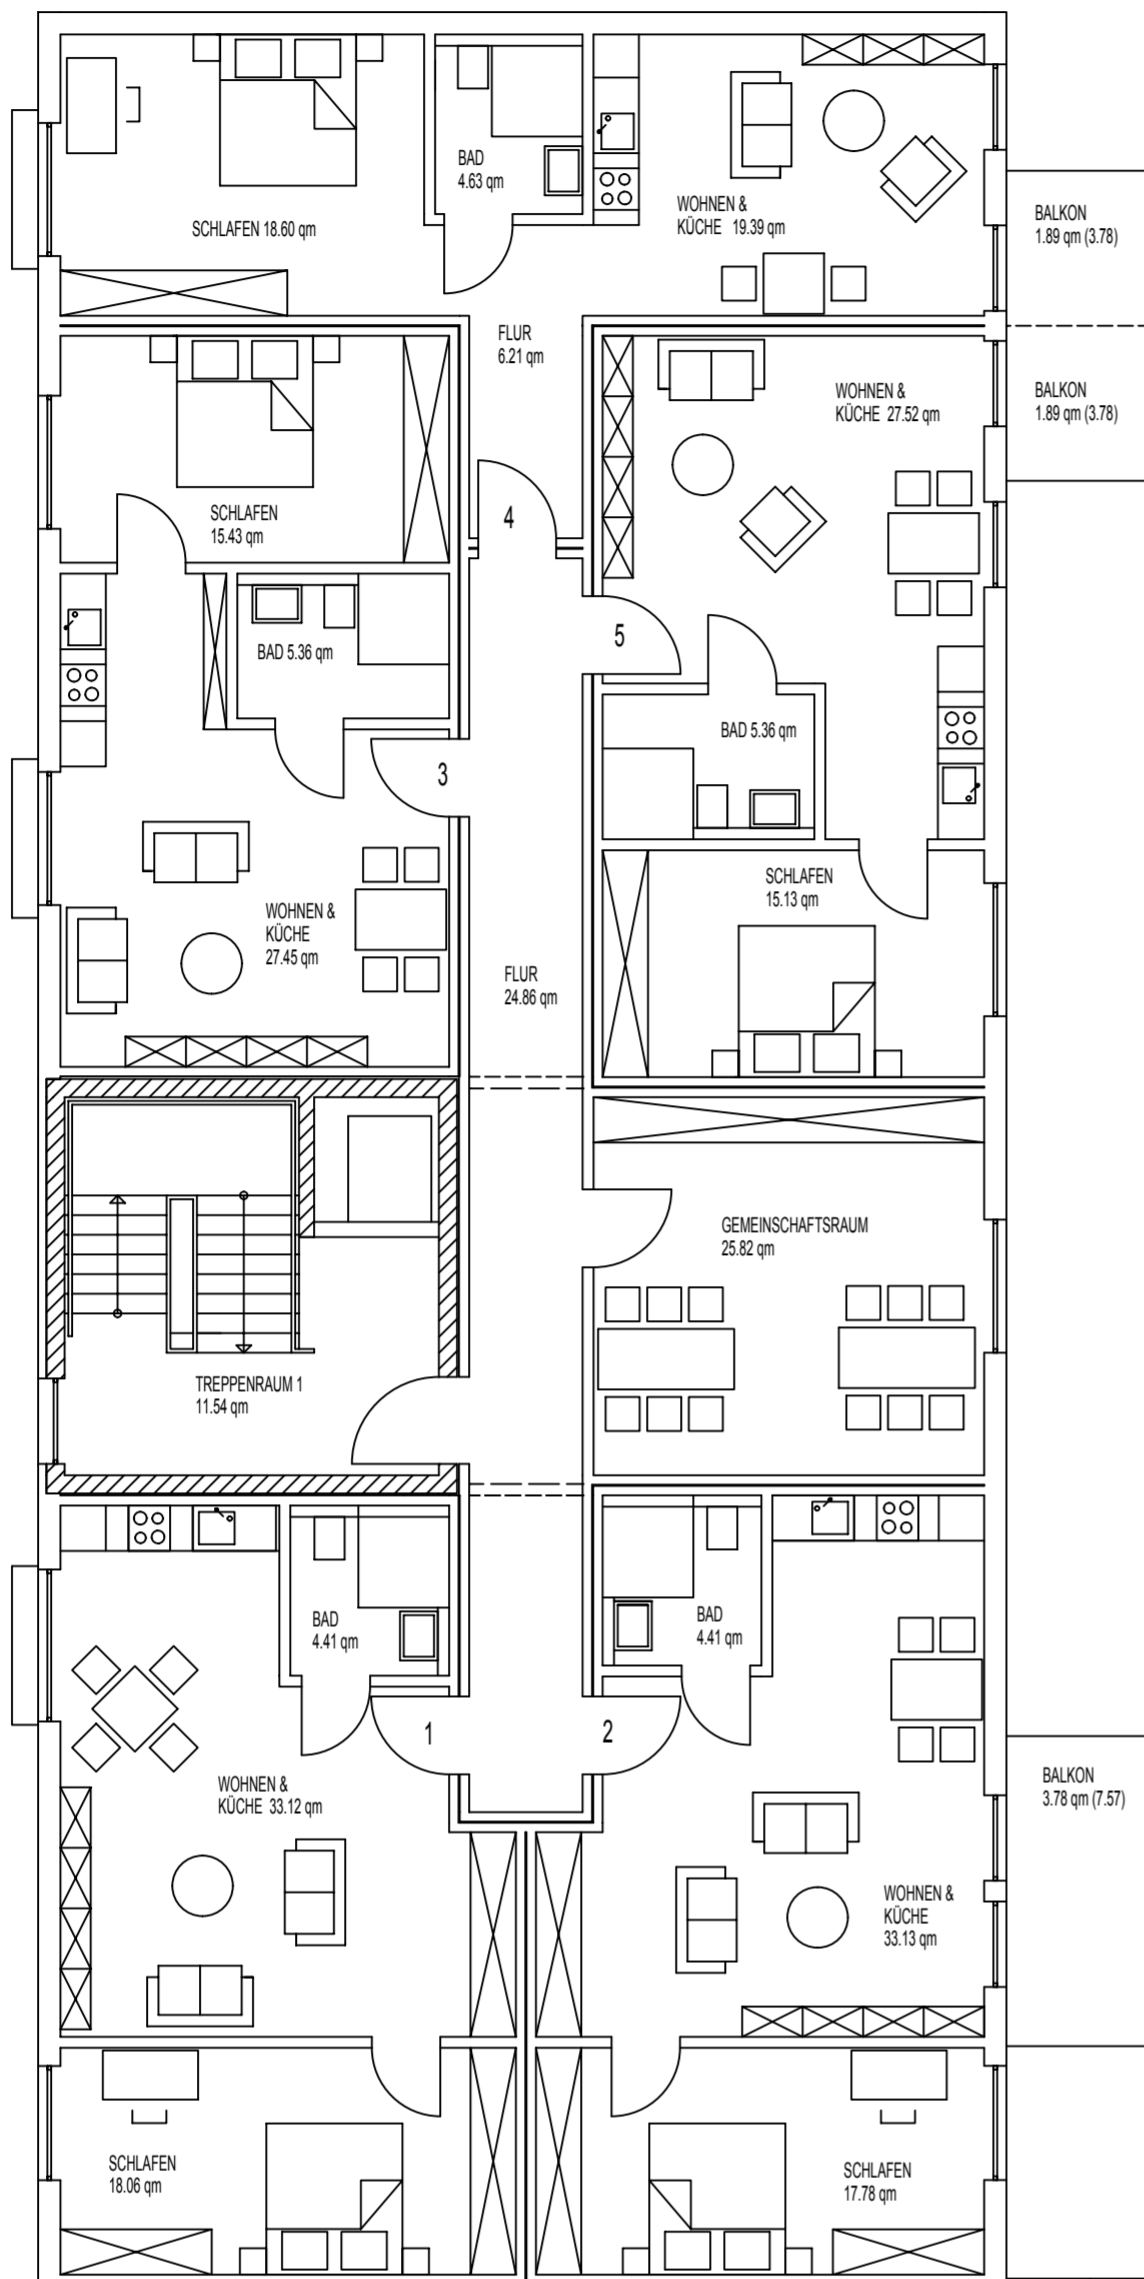 BAD
4.63 qm
WOHNEN &
KÜCHE 19.39 qm
SCHLAFEN 18.60 qm
BALKON
1.89 qm (3.78)
FLUR
6.21 qm
WOHNEN &
KÜCHE 27.52 qm
BALKON
1.89 qm (3.78)
SCHLAFEN
15.43 qm
4
5
BAD 5.36 qm
BAD 5.36 qm
3
SCHLAFEN
15.13 qm
WOHNEN &
KÜCHE
27.45 qm
FLUR
24.86 qm
GEMEINSCHAFTSRAUM
25.82 qm
TREPPENRAUM 1
11.54 qm
BAD
4.41 qm
BAD
4.41 qm
1
2
WOHNEN &
KÜCHE 33.12 qm
BALKON
3.78 qm (7.57)
WOHNEN &
KÜCHE
33.13 qm
SCHLAFEN
18.06 qm
SCHLAFEN
17.78 qm